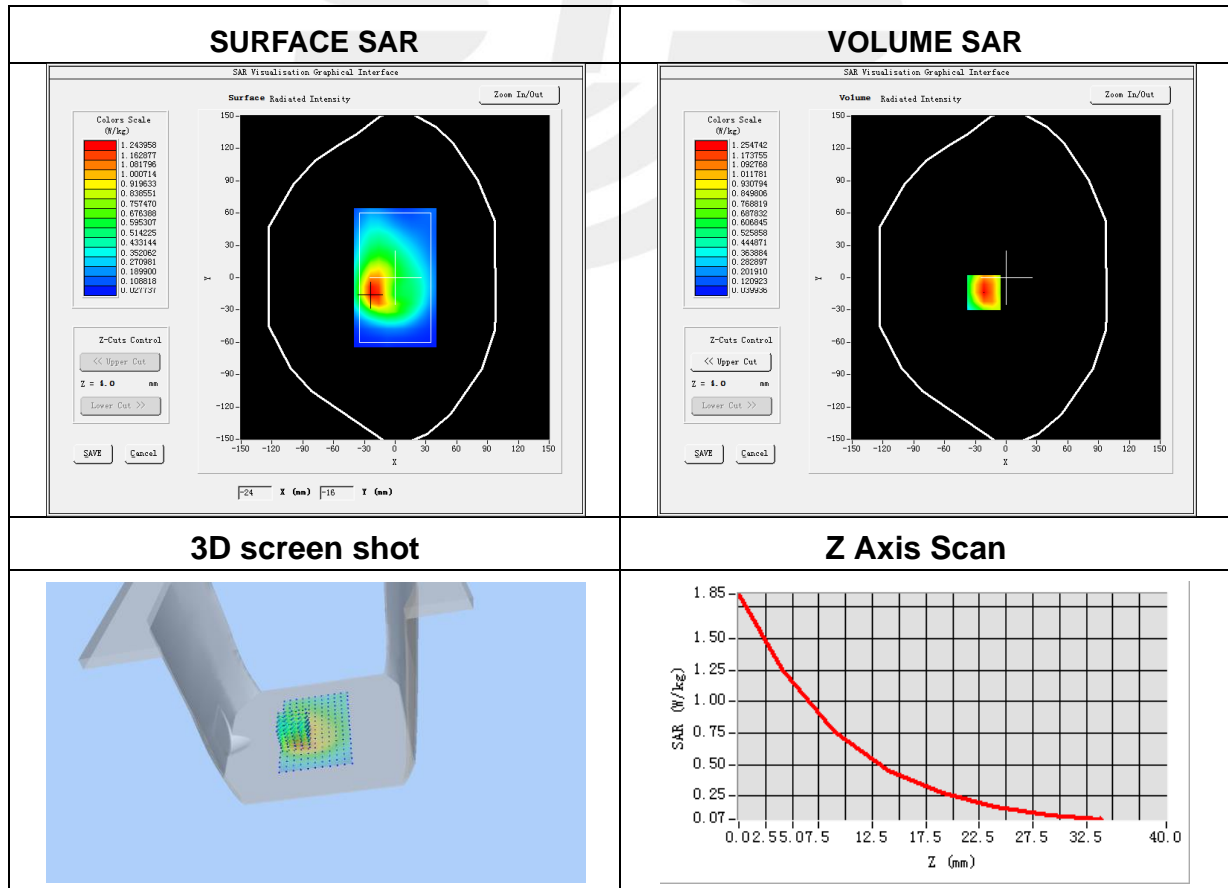 SURFACE SAR
SAR Visualisation Graphical Interface
Surface Radiated Intensity
Zoom In/Out
Colors Scale
(W/kg)
1.243958
1.162877
1.081796
1.000714
0.919633
0.838551
0.757470
0.676388
0.595307
0.514225
0.433144
0.352062
0.270981
0.189900
0.108818
0.027737
Z-Cuts Control
<< Upper Cut
Z = 4.0 mm
Lower Cut >>
SAVE Cancel
150
120
90
60
30
0
-30
-60
-90
-120
-150
Y
-150 -120 -90 -60 -30 0 30 60 90 120 150
X
-24 X (mm) -16 Y (mm)
VOLUME SAR
SAR Visualisation Graphical Interface
Volume Radiated Intensity
Zoom In/Out
Colors Scale
(W/kg)
1.254742
1.173755
1.092768
1.011781
0.930794
0.849806
0.768819
0.687832
0.606845
0.525858
0.444871
0.363884
0.282897
0.201910
0.120923
0.039936
Z-Cuts Control
<< Upper Cut
Z = 4.0 mm
Lower Cut >>
SAVE Cancel
150
120
90
60
30
0
-30
-60
-90
-120
-150
Y
-150 -120 -90 -60 -30 0 30 60 90 120 150
X
3D screen shot
Z Axis Scan
1.85
1.50
1.25
1.00
0.75
0.50
0.25
0.07
SAR (W/kg)
0.0 2.5 5.0 7.5 12.5 17.5 22.5 27.5 32.5 40.0
Z (mm)